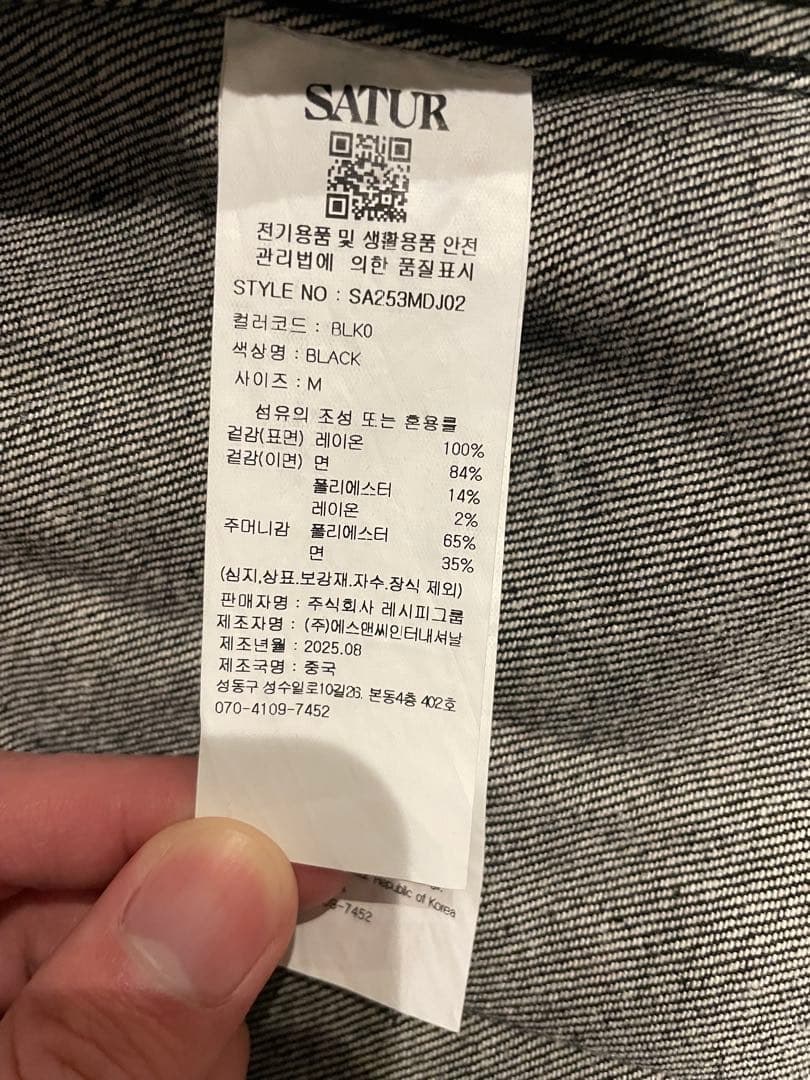 SATUR
전기용품 및 생활용품 안전
관리법에 의한 품질표시
STYLE NO : SA253MDJ02
컬러코드 : BLK0
색상명 : BLACK
사이즈 : M
섬유의 조성 또는 혼용률
겉감(표면) 레이온 100%
겉감(이면) 면 84%
폴리에스터 14%
레이온 2%
주머니감 폴리에스터 65%
면 35%
(심지.상표.보강재.자수.장식 제외)
판매자명 : 주식회사 레시피그룹
제조자명 : (주)에스앤씨인터내셔날
제조년월 : 2025.08
제조국명 : 중국
성동구 성수일로10길26. 본동4층 402호
070-4109-7452
Republic of Korea
-7452